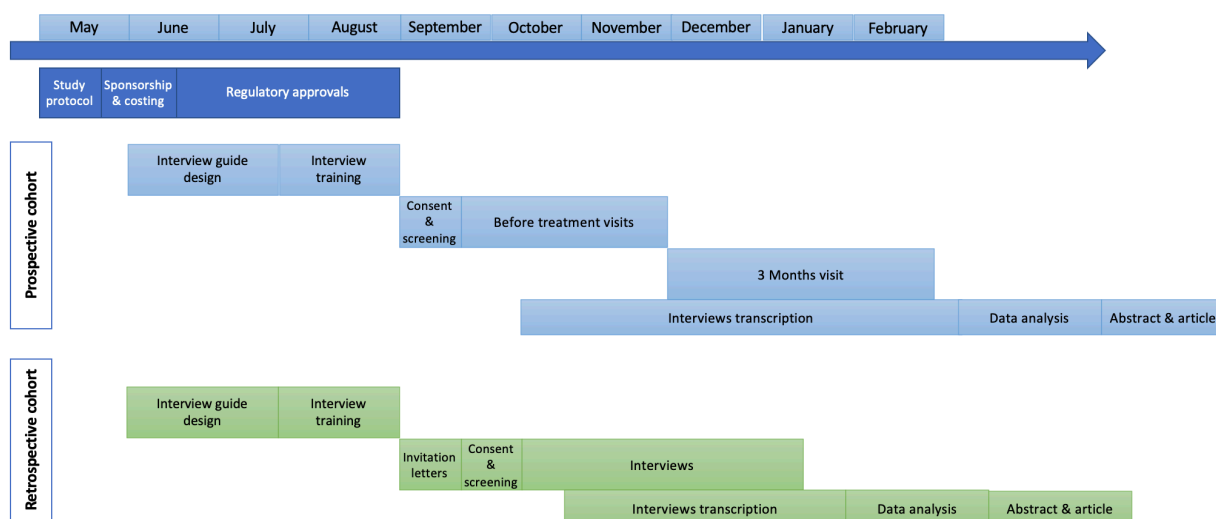 May June July August September October November December January February
Study
protocol
Sponsorship
& costing
Regulatory approvals
Prospective cohort
Interview guide
design
Interview
training
Consent
&
screening
Before treatment visits
3 Months visit
Interviews transcription
Data analysis
Abstract & article
Retrospective cohort
Interview guide
design
Interview
training
Invitation
letters
Consent
&
screening
Interviews
Interviews transcription
Data analysis
Abstract & article